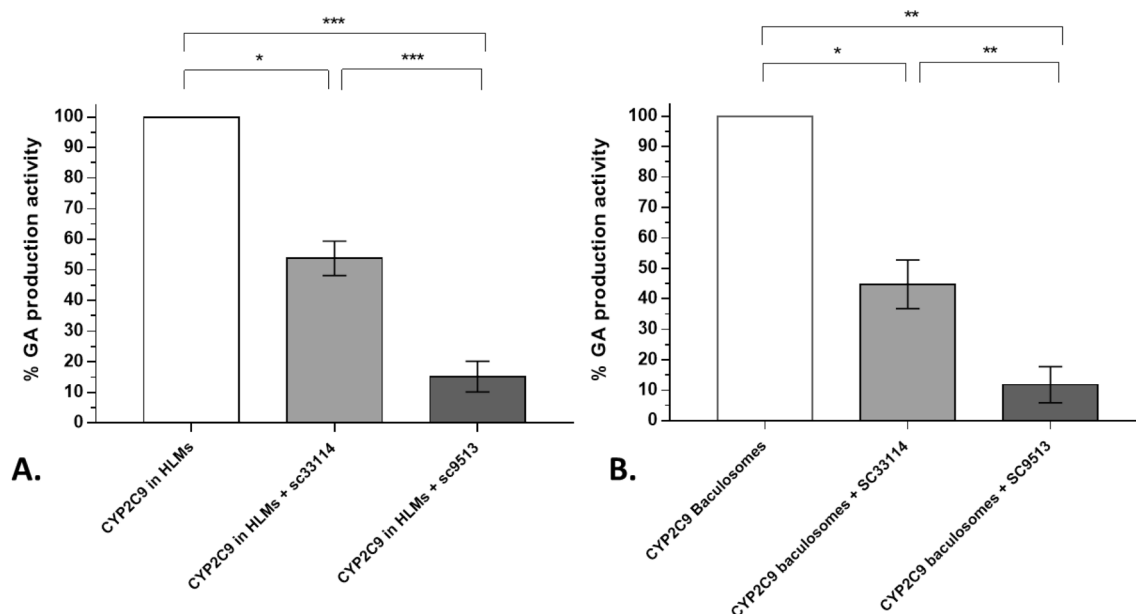 ***
*
***
% GA production activity
100
90
80
70
60
50
40
30
20
10
0
CYP2C9 in HLMs
CYP2C9 in HLMs + sc33114
CYP2C9 in HLMs + sc9513
A.
**
*
**
% GA production activity
100
90
80
70
60
50
40
30
20
10
0
CYP2C9 Baculosomes
CYP2C9 baculosomes + SC33114
CYP2C9 baculosomes + SC9513
B.